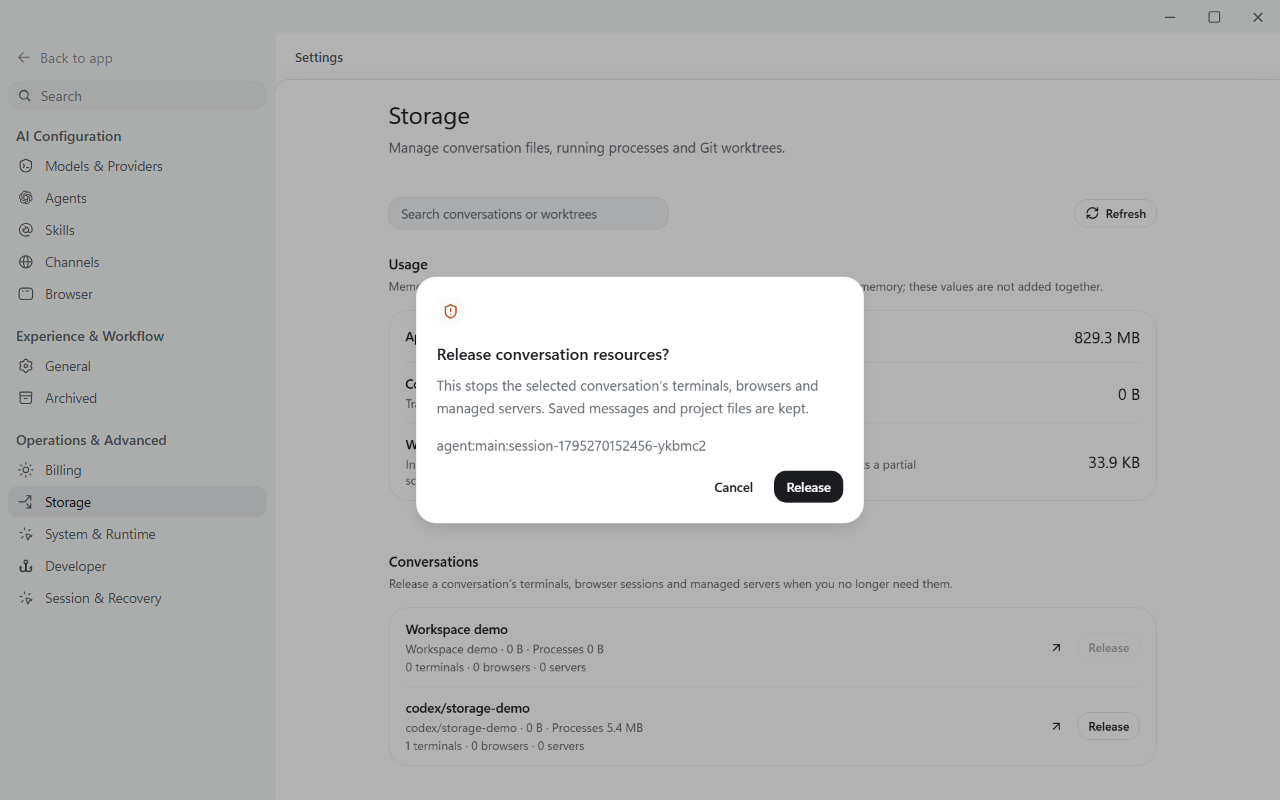 Back to app
Settings
Search
AI Configuration
Models & Providers
Agents
Skills
Channels
Browser
Experience & Workflow
General
Archived
Operations & Advanced
Billing
Storage
System & Runtime
Developer
Session & Recovery
Storage
Manage conversation files, running processes and Git worktrees.
Search conversations or worktrees
Refresh
Usage
memory; these values are not added together.
829.3 MB
0 B
s a partial
33.9 KB
Release conversation resources?
This stops the selected conversation's terminals, browsers and
managed servers. Saved messages and project files are kept.
agent:main:session-1795270152456-ykbmc2
Cancel
Release
Conversations
Release a conversation's terminals, browser sessions and managed servers when you no longer need them.
Workspace demo
Workspace demo · 0 B · Processes 0 B
0 terminals · 0 browsers · 0 servers
Release
codex/storage-demo
codex/storage-demo · 0 B · Processes 5.4 MB
1 terminals · 0 browsers · 0 servers
Release